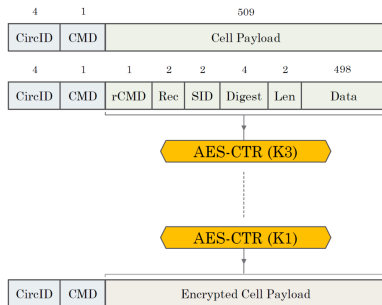 4 1 509
CircID CMD Cell Payload
4 1 1 2 2 4 2 498
CircID CMD rCMD Rec SID Digest Len Data
AES-CTR (K3)
AES-CTR (K1)
CircID CMD Encrypted Cell Payload